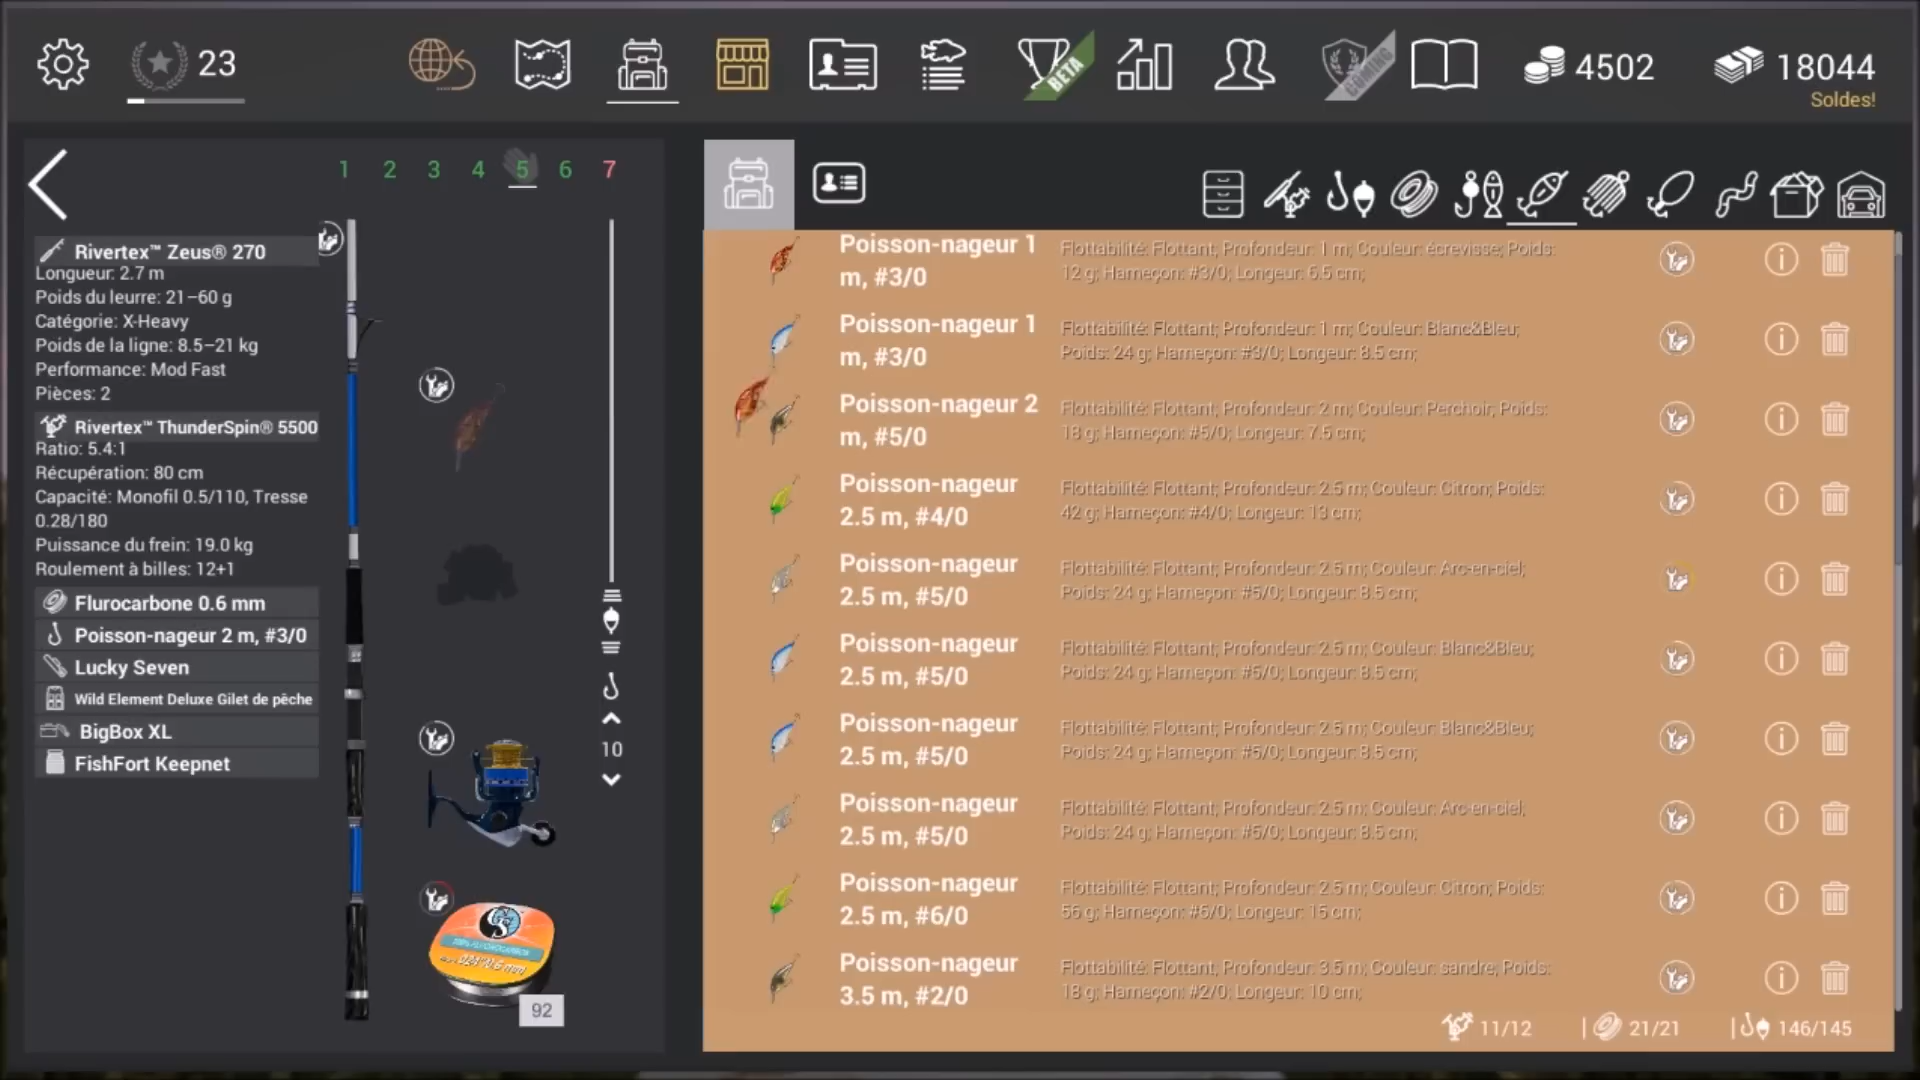 23
BETA
COMING
4502
18044
Soldes!
1 2 3 4 5 6 7
Rivertex™ Zeus® 270
Longueur: 2.7 m
Poids du leurre: 21–60 g
Catégorie: X-Heavy
Poids de la ligne: 8.5–21 kg
Performance: Mod Fast
Pièces: 2
Rivertex™ ThunderSpin® 5500
Ratio: 5.4:1
Récupération: 80 cm
Capacité: Monofil 0.5/110, Tresse
0.28/180
Puissance du frein: 19.0 kg
Roulement à billes: 12+1
Flurocarbone 0.6 mm
Poisson-nageur 2 m, #3/0
Lucky Seven
Wild Element Deluxe Gilet de pêche
BigBox XL
FishFort Keepnet
10
92
Poisson-nageur 1
m, #3/0
Flottabilité: Flottant; Profondeur: 1 m; Couleur: écrevisse; Poids:
12 g; Hameçon: #3/0; Longeur: 6.5 cm;
Poisson-nageur 1
m, #3/0
Flottabilité: Flottant; Profondeur: 1 m; Couleur: Blanc&Bleu;
Poids: 24 g; Hameçon: #3/0; Longeur: 8.5 cm;
Poisson-nageur 2
m, #5/0
Flottabilité: Flottant; Profondeur: 2 m; Couleur: Perchoir; Poids:
18 g; Hameçon: #5/0; Longeur: 7.5 cm;
Poisson-nageur
2.5 m, #4/0
Flottabilité: Flottant; Profondeur: 2.5 m; Couleur: Citron; Poids:
42 g; Hameçon: #4/0; Longeur: 13 cm;
Poisson-nageur
2.5 m, #5/0
Flottabilité: Flottant; Profondeur: 2.5 m; Couleur: Arc-en-ciel;
Poids: 24 g; Hameçon: #5/0; Longeur: 8.5 cm;
Poisson-nageur
2.5 m, #5/0
Flottabilité: Flottant; Profondeur: 2.5 m; Couleur: Blanc&Bleu;
Poids: 24 g; Hameçon: #5/0; Longeur: 8.5 cm;
Poisson-nageur
2.5 m, #5/0
Flottabilité: Flottant; Profondeur: 2.5 m; Couleur: Blanc&Bleu;
Poids: 24 g; Hameçon: #5/0; Longeur: 8.5 cm;
Poisson-nageur
2.5 m, #5/0
Flottabilité: Flottant; Profondeur: 2.5 m; Couleur: Arc-en-ciel;
Poids: 24 g; Hameçon: #5/0; Longeur: 8.5 cm;
Poisson-nageur
2.5 m, #6/0
Flottabilité: Flottant; Profondeur: 2.5 m; Couleur: Citron; Poids:
56 g; Hameçon: #6/0; Longeur: 15 cm;
Poisson-nageur
3.5 m, #2/0
Flottabilité: Flottant; Profondeur: 3.5 m; Couleur: sandre; Poids:
18 g; Hameçon: #2/0; Longeur: 10 cm;
11/12 | 21/21 | 146/145